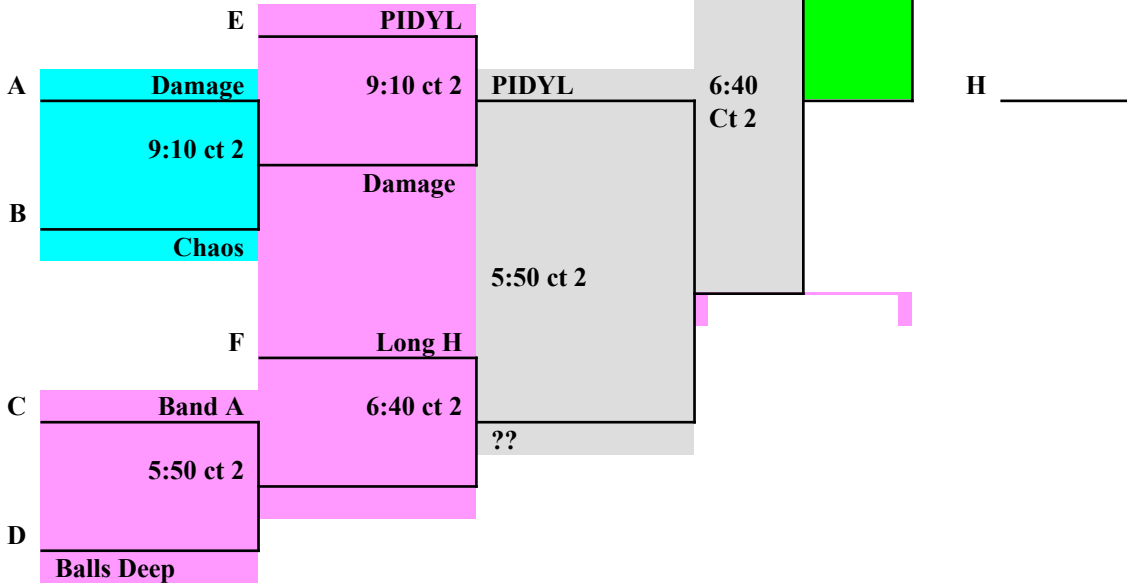 E PIDYL
A Damage 9:10 ct 2 PIDYL 6:40 H
Ct 2
9:10 ct 2
Damage
B
Chaos
5:50 ct 2
F Long H
C Band A 6:40 ct 2
??
5:50 ct 2
D
Balls Deep